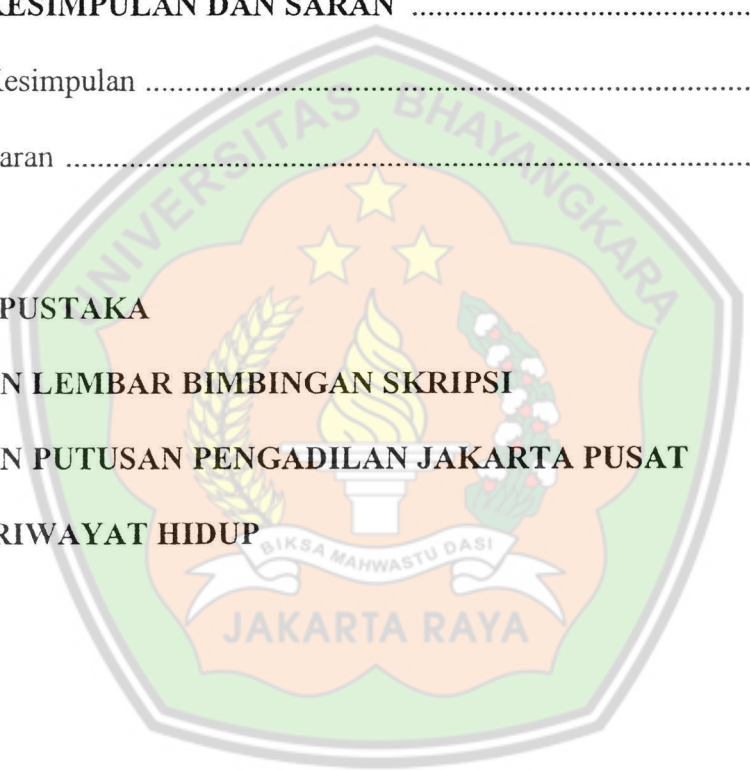 KESIMPULAN DAN SARAN ................................................
Kesimpulan ................................................................................
aran ............................................................................................
PUSTAKA
N LEMBAR BIMBINGAN SKRIPSI
N PUTUSAN PENGADILAN JAKARTA PUSAT
RIWAYAT HIDUP
UNIVERSITAS BHAYANGKARA
BIKSA MAHWASTU DASI
JAKARTA RAYA